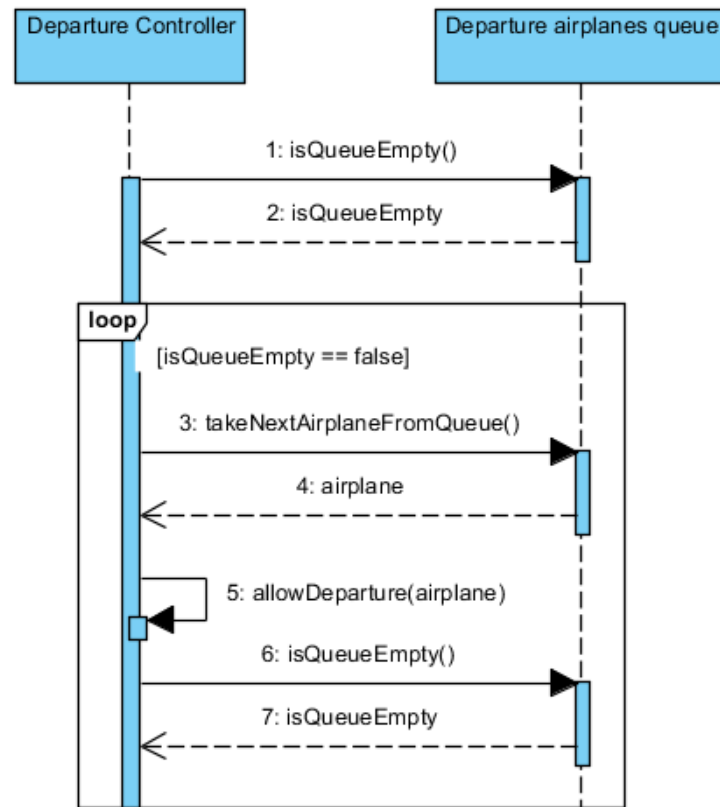 Departure Controller
Departure airplanes queue
1: isQueueEmpty()
2: isQueueEmpty
loop
[isQueueEmpty == false]
3: takeNextAirplaneFromQueue()
4: airplane
5: allowDeparture(airplane)
6: isQueueEmpty()
7: isQueueEmpty